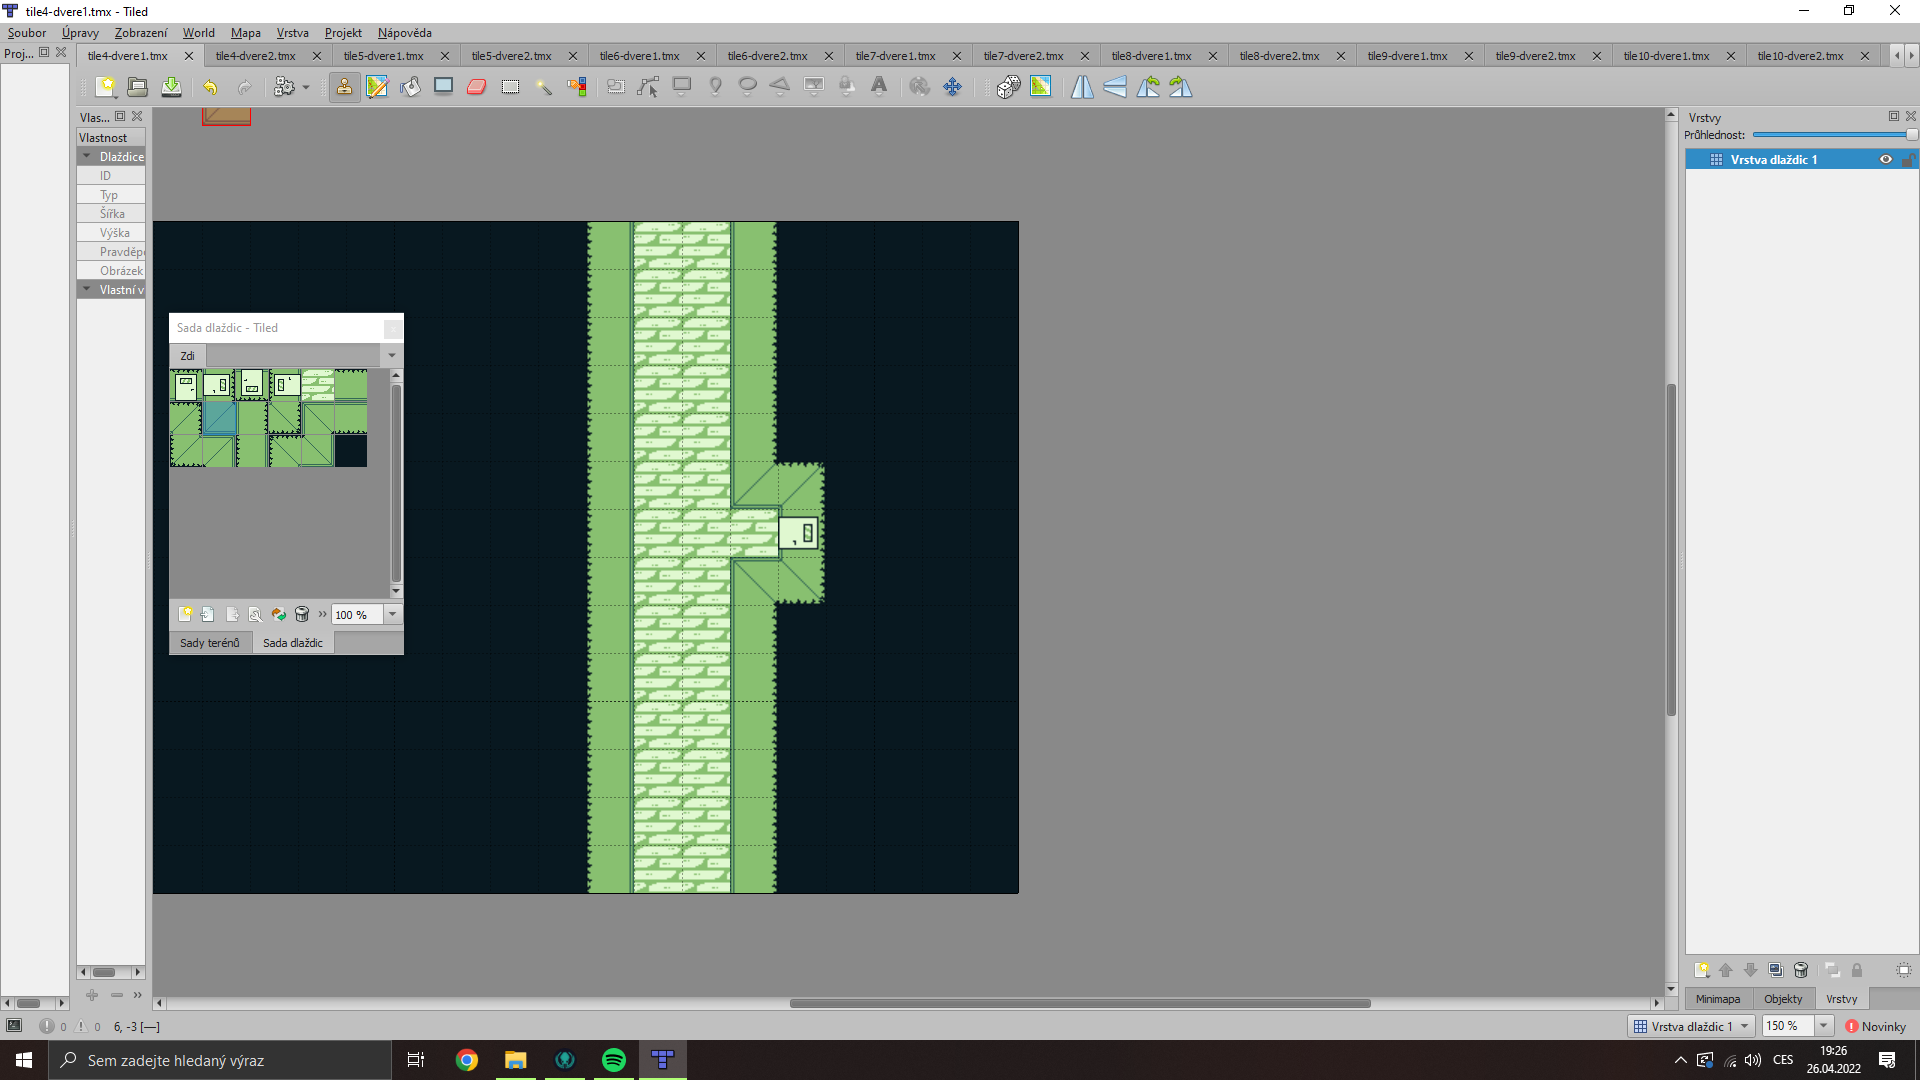 tile4-dvere1.tmx - Tiled
Soubor Úpravy Zobrazení World Mapa Vrstva Projekt Nápověda
Proj...
tile4-dvere1.tmx tile4-dvere2.tmx tile5-dvere1.tmx tile5-dvere2.tmx tile6-dvere1.tmx tile6-dvere2.tmx tile7-dvere1.tmx tile7-dvere2.tmx tile8-dvere1.tmx tile8-dvere2.tmx tile9-dvere1.tmx tile9-dvere2.tmx tile10-dvere1.tmx tile10-dvere2.tmx
Vlas...
Vlastnost
Dlaždice
ID
Typ
Šířka
Výška
Pravděpo
Obrázek
Vlastní v
Sada dlaždic - Tiled
Zdi
100 %
Sady terénů Sada dlaždic
Vrstvy
Průhlednost:
Vrstva dlaždic 1
Minimapa Objekty Vrstvy
0 0 6, -3 [—]
Vrstva dlaždic 1 150 % Novinky
Sem zadejte hledaný výraz
CES
19:26
26.04.2022